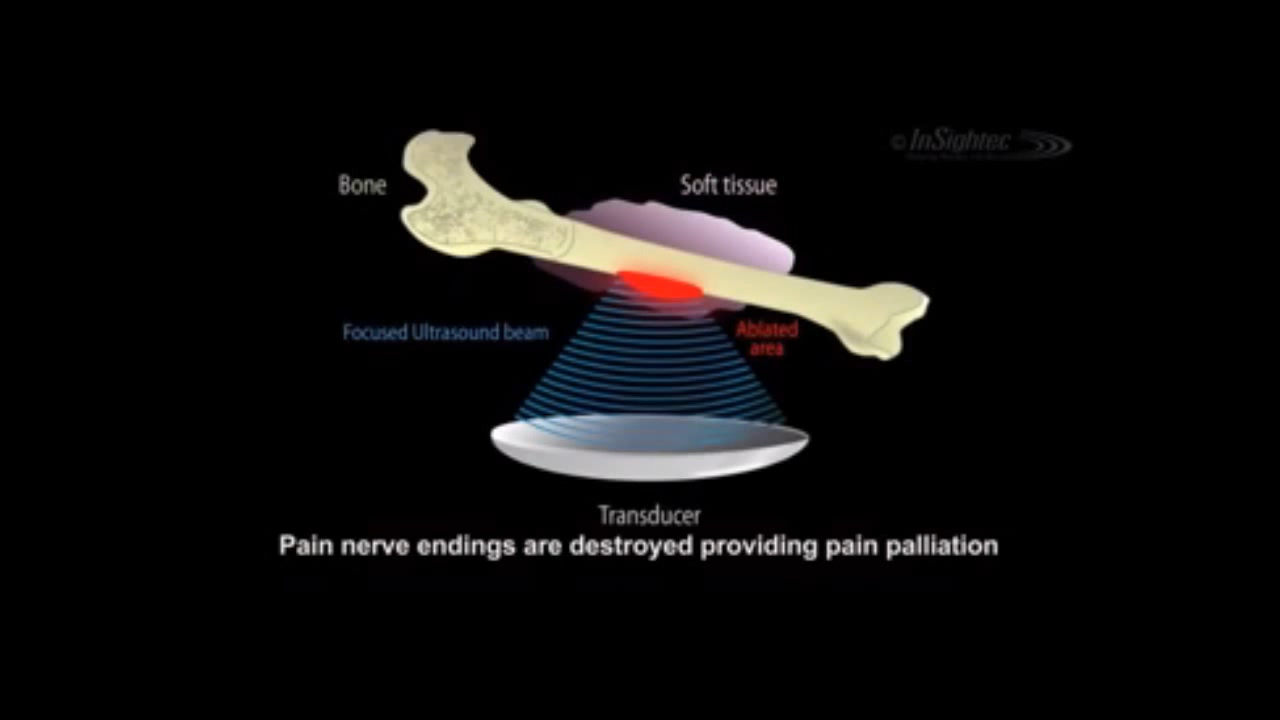 © InSightec
Bone
Soft tissue
Focused Ultrasound beam
Ablated
area
Transducer
Pain nerve endings are destroyed providing pain palliation